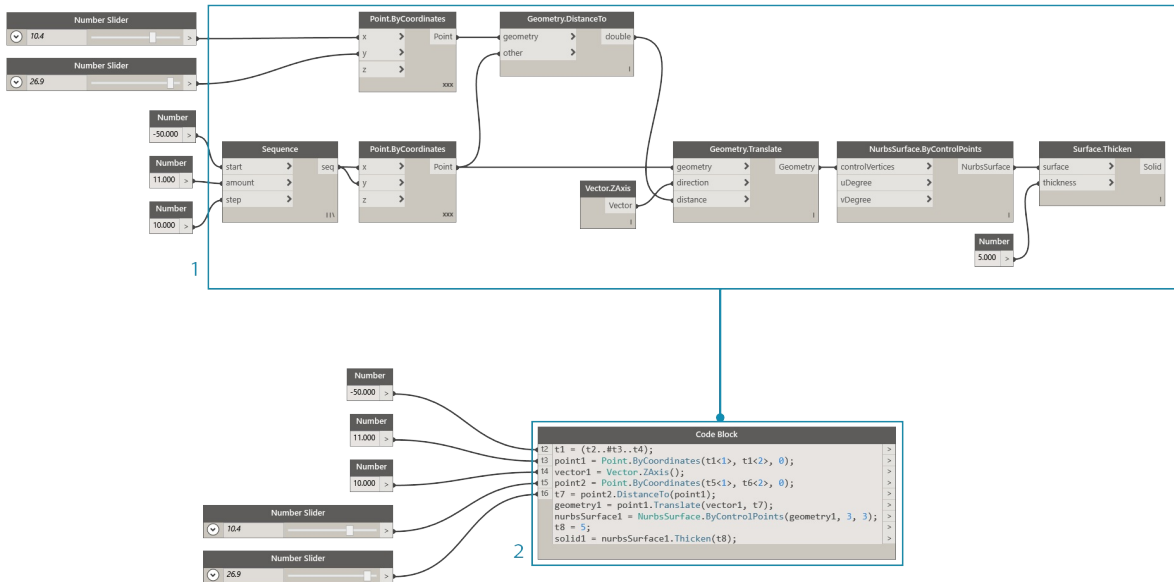 Number Slider
10.4
>
Number Slider
26.9
>
Number
-50.000 >
Number
11.000 >
Number
10.000 >
Point.ByCoordinates
x > Point
y >
z >
xxx
Geometry.DistanceTo
geometry > double
other >
I
Sequence
start > seq
amount >
step >
I I \
Point.ByCoordinates
x > Point
y >
z >
xxx
Vector.ZAxis
Vector
I
Geometry.Translate
geometry > Geometry
direction >
distance >
I
NurbsSurface.ByControlPoints
controlVertices > NurbsSurface
uDegree >
vDegree >
I
Surface.Thicken
surface > Solid
thickness >
I
Number
5.000 >
1
Number
-50.000 >
Number
11.000 >
Number
10.000 >
Number Slider
10.4 >
Number Slider
26.9 >
Code Block
t2 t1 = (t2..#t3..t4); >
t3 point1 = Point.ByCoordinates(t1<1>, t1<2>, 0); >
t4 vector1 = Vector.ZAxis(); >
t5 point2 = Point.ByCoordinates(t5<1>, t6<2>, 0); >
t6 t7 = point2.DistanceTo(point1); >
geometry1 = point1.Translate(vector1, t7); >
nurbsSurface1 = NurbsSurface.ByControlPoints(geometry1, 3, 3); >
t8 = 5; >
solid1 = nurbsSurface1.Thicken(t8); >
2